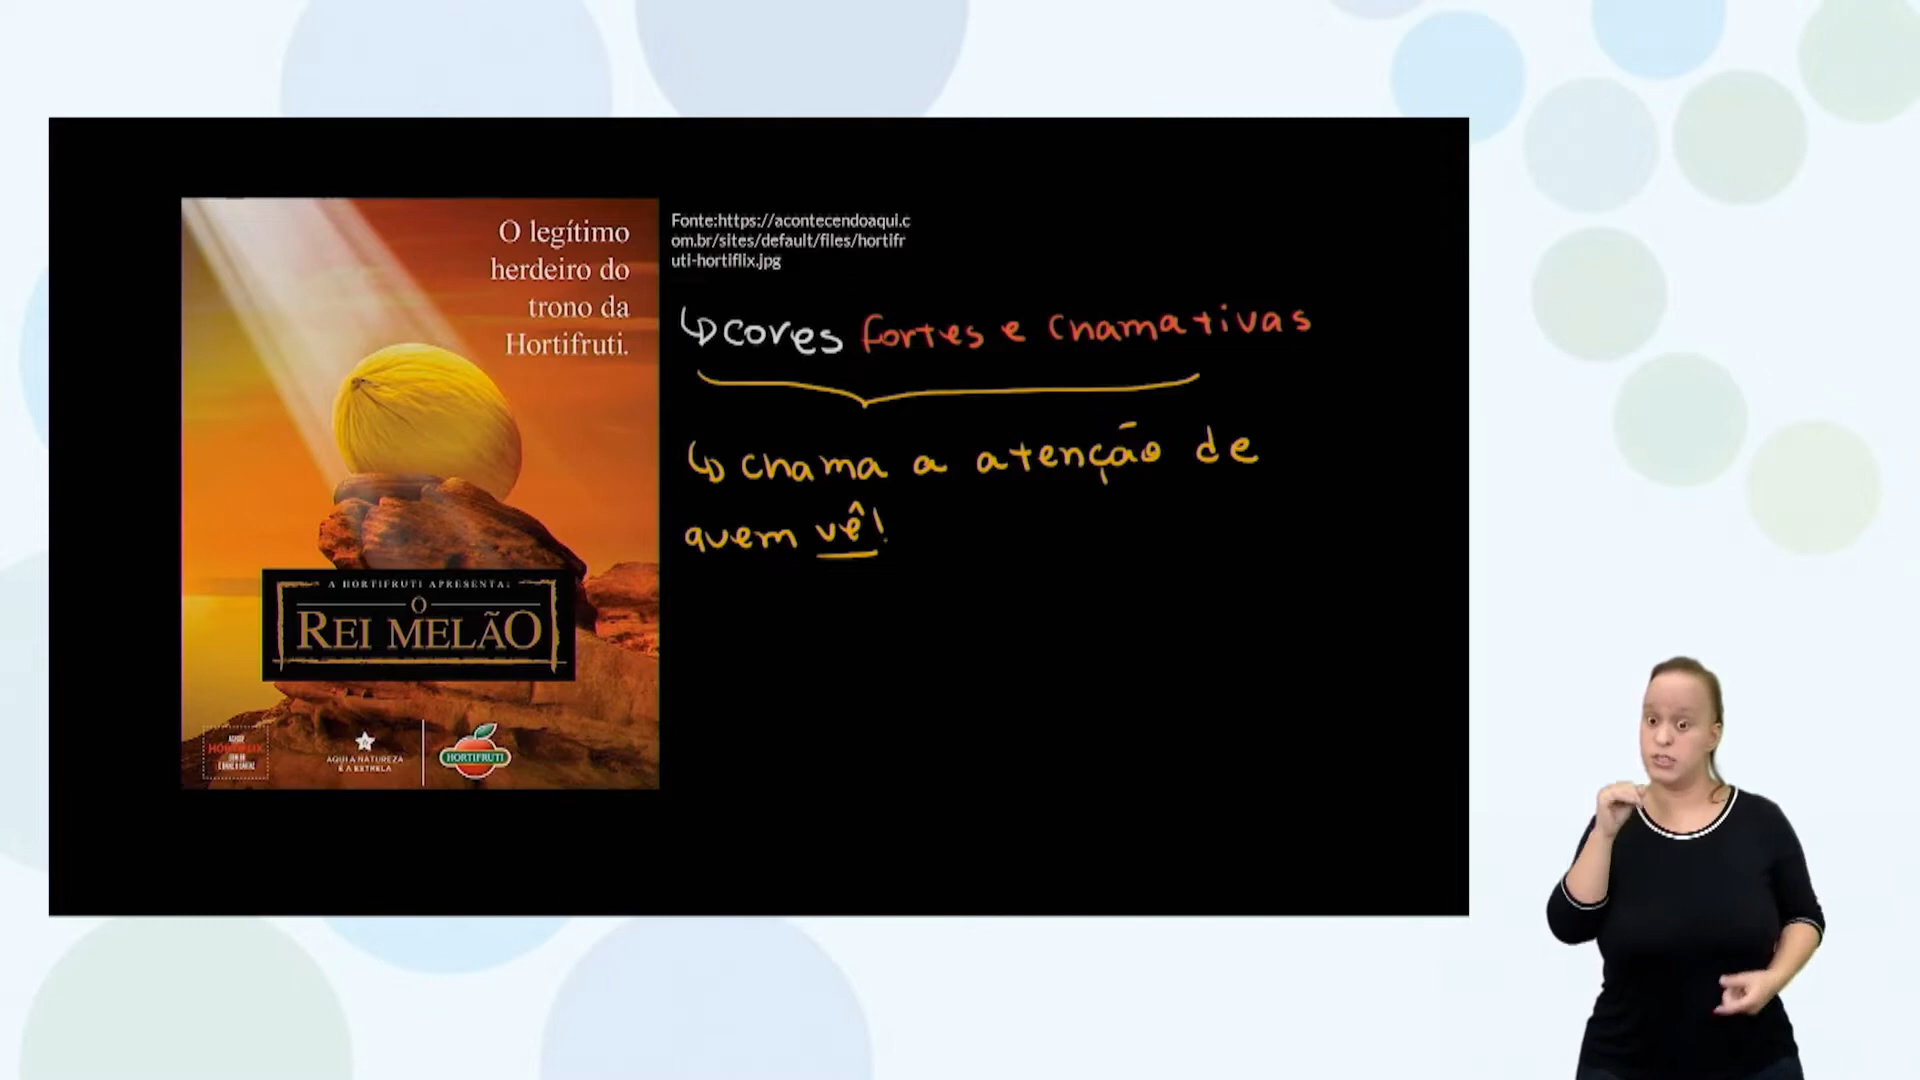 O legítimo
herdeiro do
trono da
Hortifruti.
A HORTIFRUTI APRESENTA:
O
REI MELÃO
HORTIFLIX
AQUI A NATUREZA
É A ESTRELA
HORTIFRUTI
Fonte:https://acontecendoaqui.c
om.br/sites/default/files/hortifr
uti-hortiflix.jpg
↳ cores fortes e chamativas
↳ chama a atenção de
quem vê!